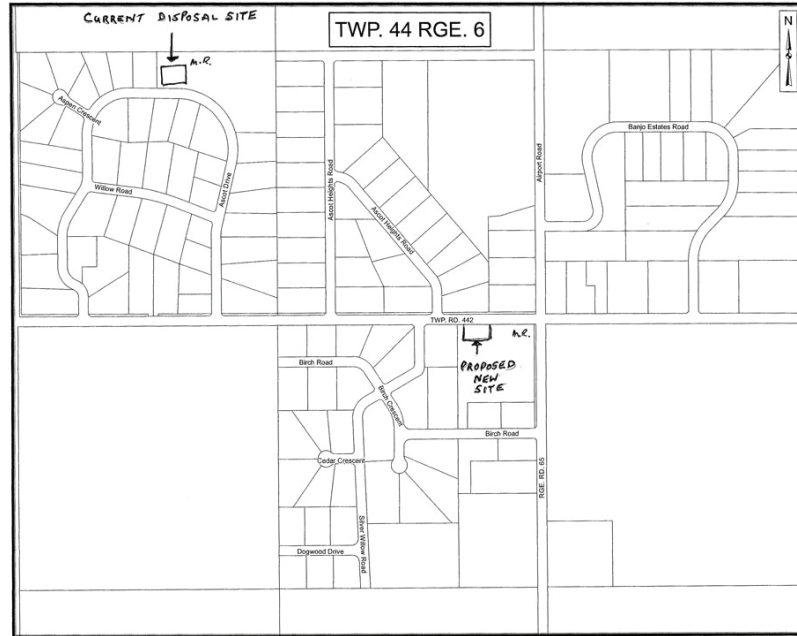 CURRENT DISPOSAL SITE
TWP. 44 RGE. 6
N
M.R.
Aspen Crescent
Banjo Estates Road
Airport Road
Ascot Heights Road
Willow Road
Ascot Drive
Ascot Heights Road
TWP. RD. 442
M.R.
PROPOSED
NEW
SITE
Birch Road
Birch Crescent
Birch Road
Cedar Crescent
RGE. RD. 65
Silver Willow Road
Dogwood Drive